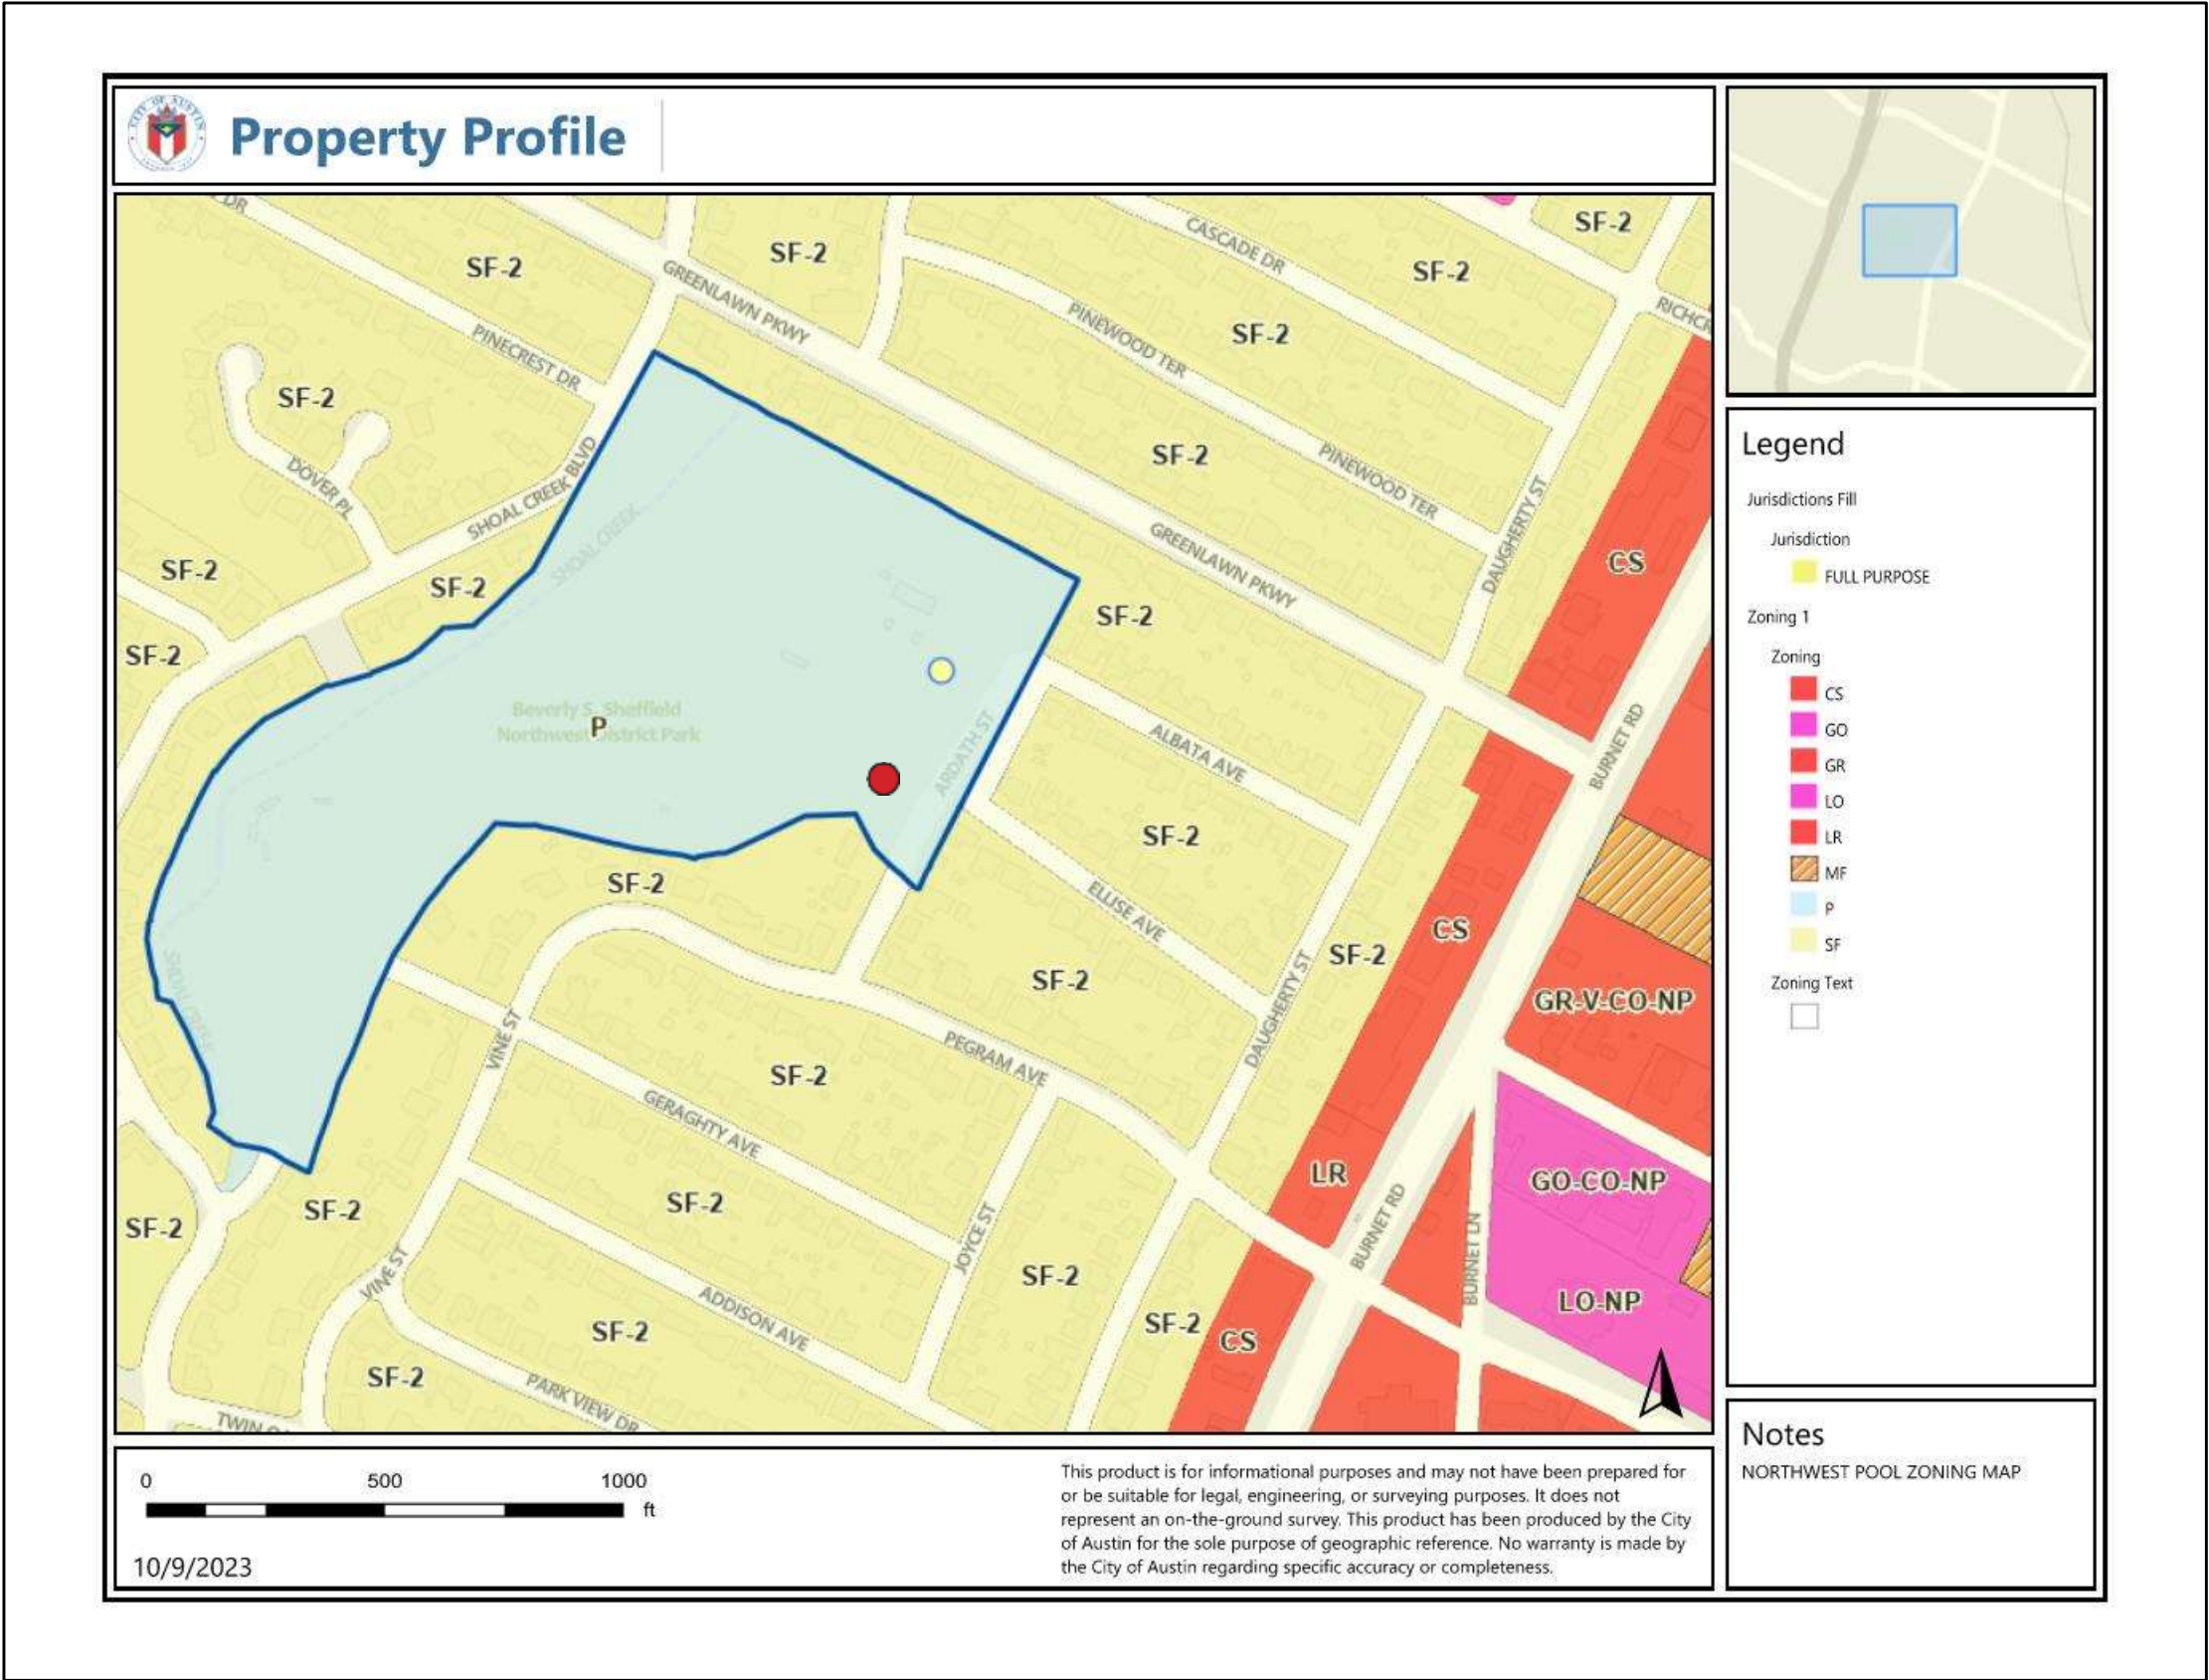 Property Profile
DR
SF-2
SF-2
CASCADE DR
SF-2
SF-2
GREENLAWN PKWY
PINEWOOD TER
SF-2
PINECREST DR
SF-2
DOVER PL
SHOAL CREEK BLVD
SHOAL CREEK
SF-2
PINEWOOD TER
DAUGHERTY ST
GREENLAWN PKWY
CS
SF-2
SF-2
SF-2
SF-2
Beverly S. Sheffield
Northwest District Park
P
ARDATH ST
ALBATA AVE
BURNET RD
SF-2
SF-2
ELLISE AVE
CS
SF-2
SF-2
SHOAL CREEK
GR-V-CO-NP
VINE ST
PEGRAM AVE
DAUGHERTY ST
SF-2
GERAGHTY AVE
LR
GO-CO-NP
SF-2
SF-2
SF-2
JOYCE ST
BURNET RD
BURNET LN
VINE ST
SF-2
LO-NP
ADDISON AVE
SF-2
SF-2
CS
SF-2
PARK VIEW DR
TWIN
Legend
Jurisdictions Fill
Jurisdiction
FULL PURPOSE
Zoning 1
Zoning
CS
GO
GR
LO
LR
MF
P
SF
Zoning Text
0 500 1000
ft
10/9/2023
This product is for informational purposes and may not have been prepared for
or be suitable for legal, engineering, or surveying purposes. It does not
represent an on-the-ground survey. This product has been produced by the City
of Austin for the sole purpose of geographic reference. No warranty is made by
the City of Austin regarding specific accuracy or completeness.
Notes
NORTHWEST POOL ZONING MAP